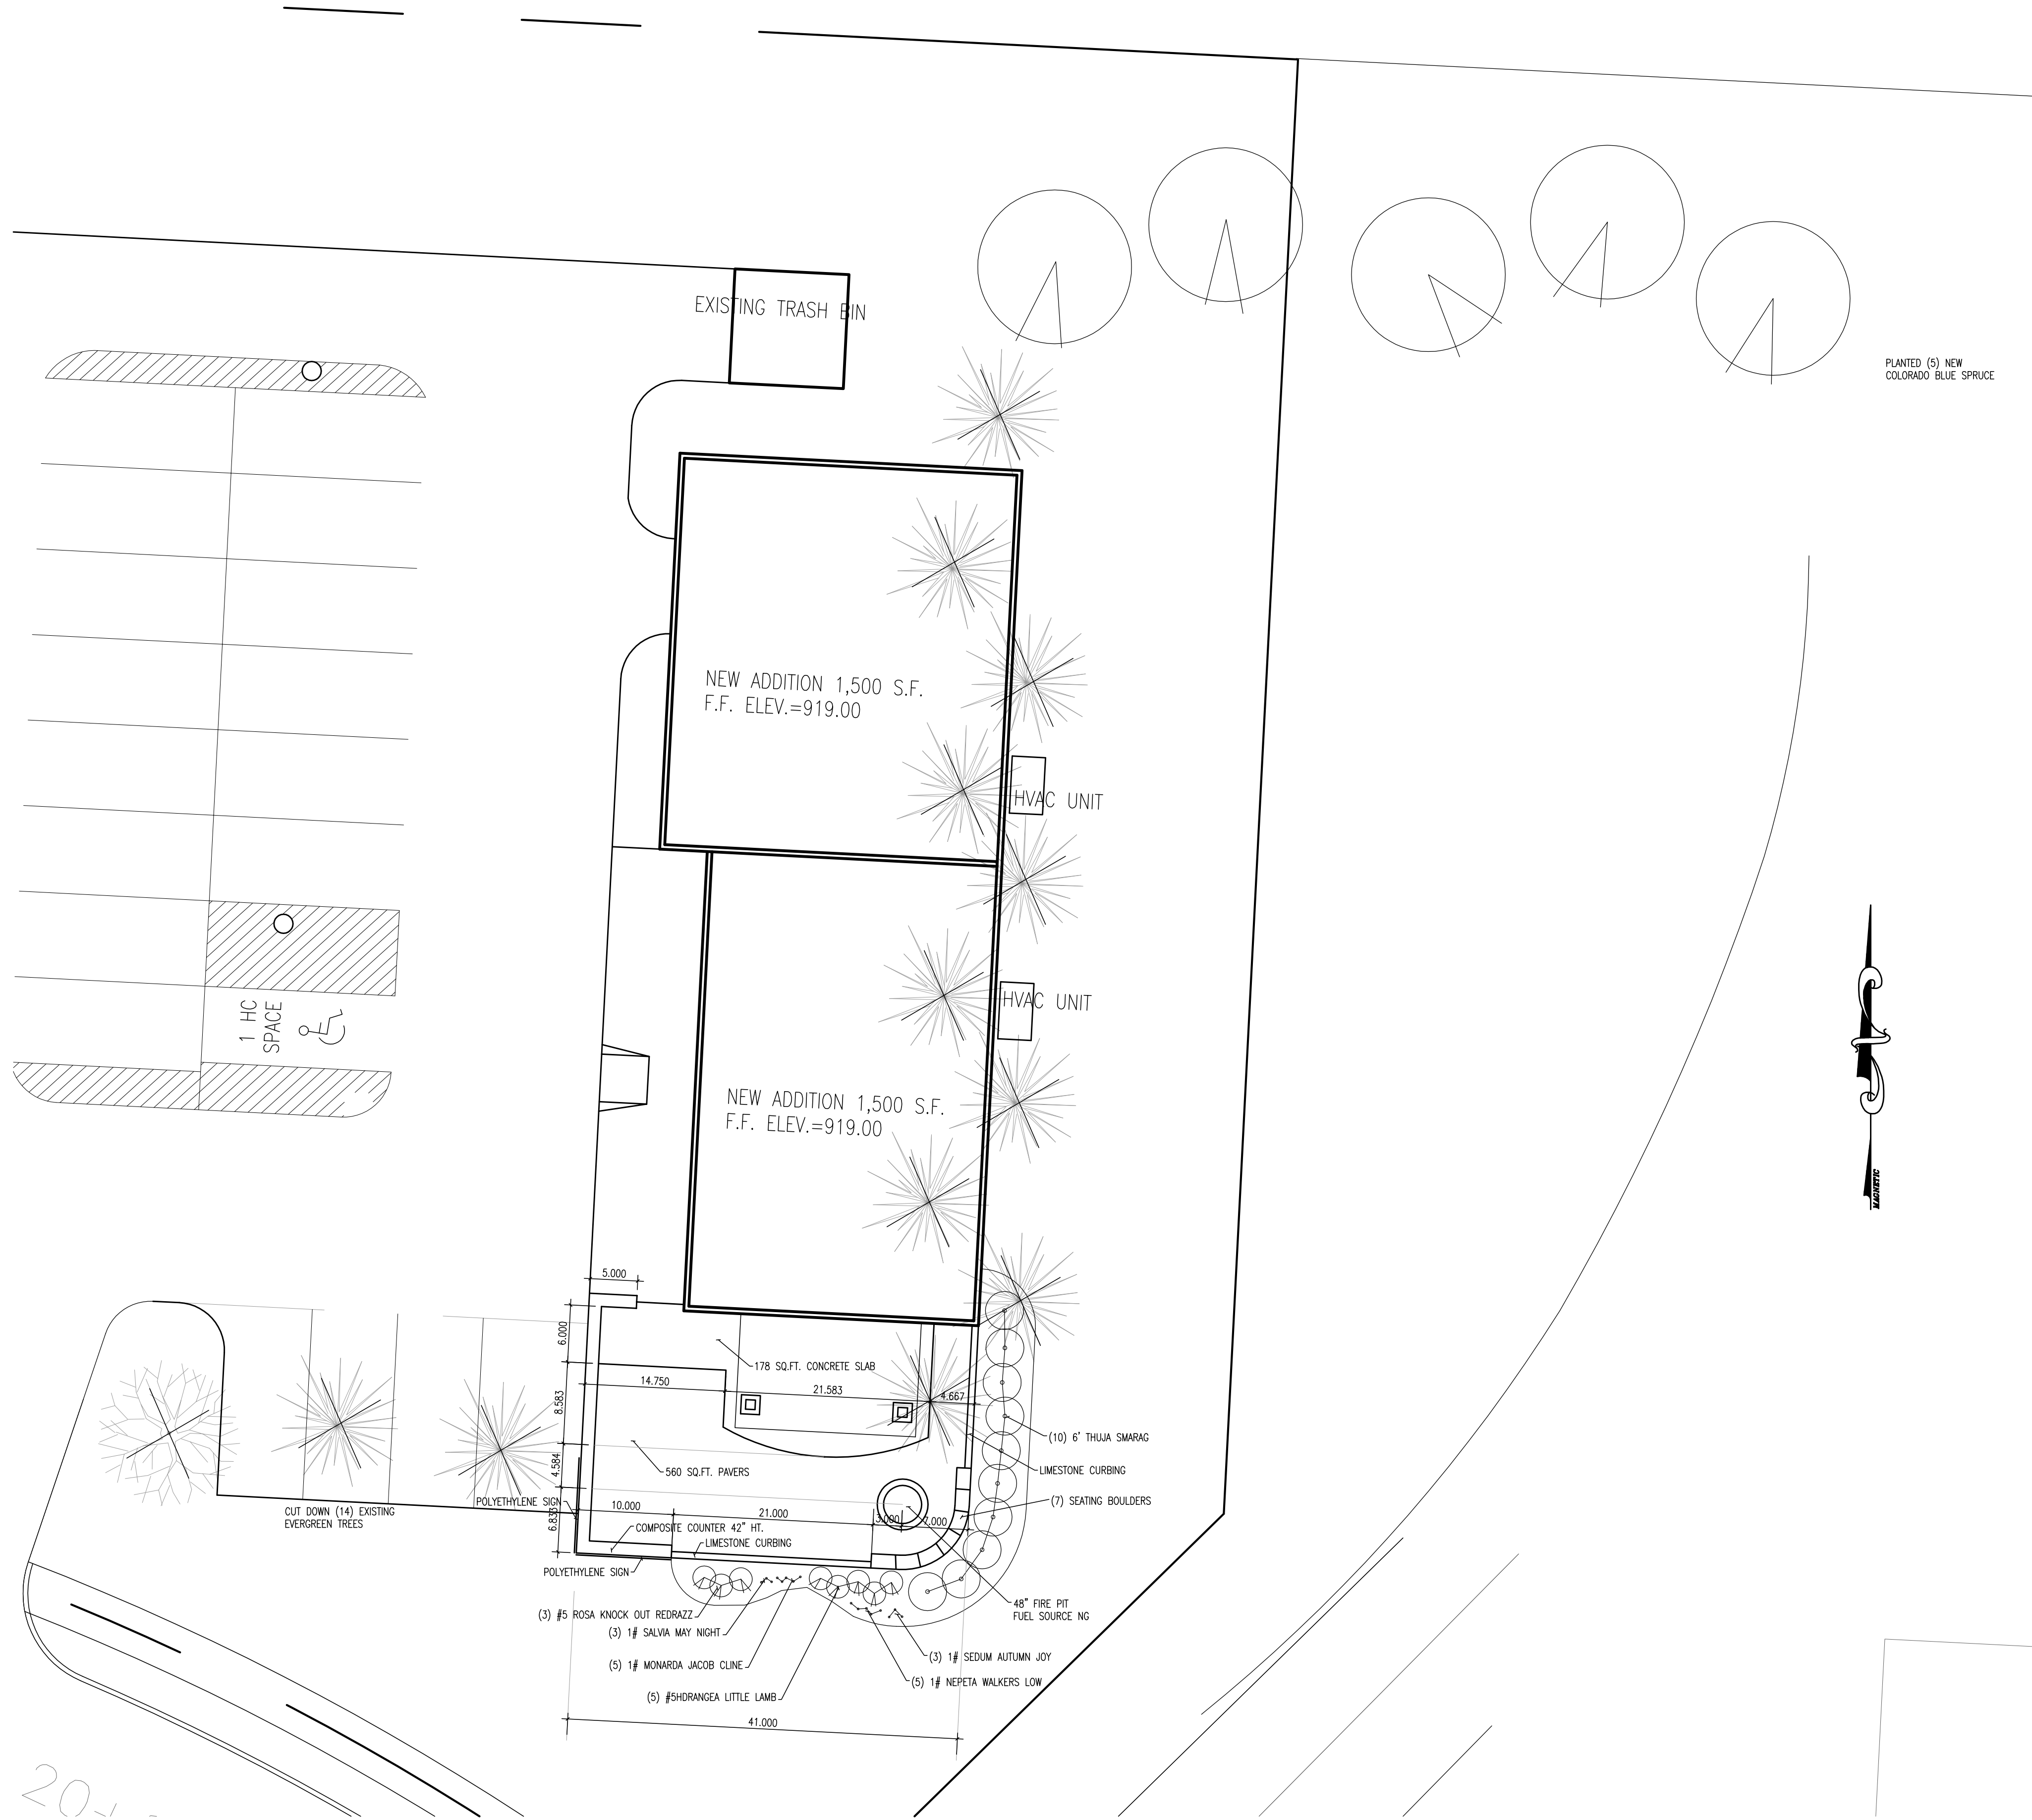 EXISTING TRASH BIN
PLANTED (5) NEW
COLORADO BLUE SPRUCE
NEW ADDITION 1,500 S.F.
F.F. ELEV.=919.00
HVAC UNIT
HVAC UNIT
1 HC
SPACE
NEW ADDITION 1,500 S.F.
F.F. ELEV.=919.00
MAGNETIC
5.000
6.000
178 SQ.FT. CONCRETE SLAB
14.750
21.583
4.667
8.583
(10) 6' THUJA SMARAG
4.584
560 SQ.FT. PAVERS
LIMESTONE CURBING
POLYETHYLENE SIGN
(7) SEATING BOULDERS
CUT DOWN (14) EXISTING
EVERGREEN TREES
10.000
21.000
3.000
7.000
6.833
COMPOSITE COUNTER 42" HT.
LIMESTONE CURBING
POLYETHYLENE SIGN
48" FIRE PIT
FUEL SOURCE NG
(3) #5 ROSA KNOCK OUT REDRAZZ
(3) 1# SALVIA MAY NIGHT
(3) 1# SEDUM AUTUMN JOY
(5) 1# MONARDA JACOB CLINE
(5) 1# NEPETA WALKERS LOW
(5) #5HDRANGEA LITTLE LAMB
41.000